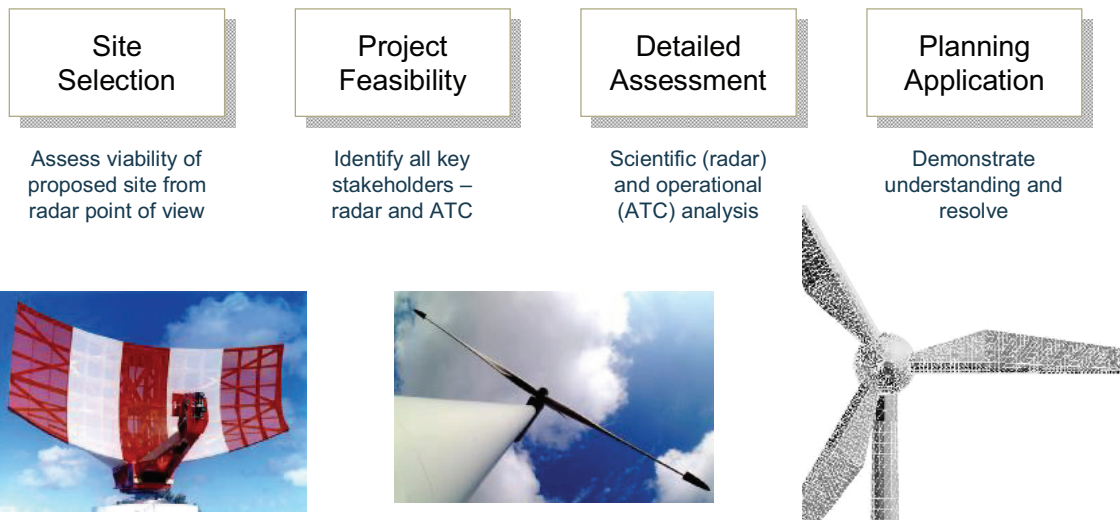 Site
Selection
Project
Feasibility
Detailed
Assessment
Planning
Application
Assess viability of
proposed site from
radar point of view
Identify all key
stakeholders –
radar and ATC
Scientific (radar)
and operational
(ATC) analysis
Demonstrate
understanding and
resolve